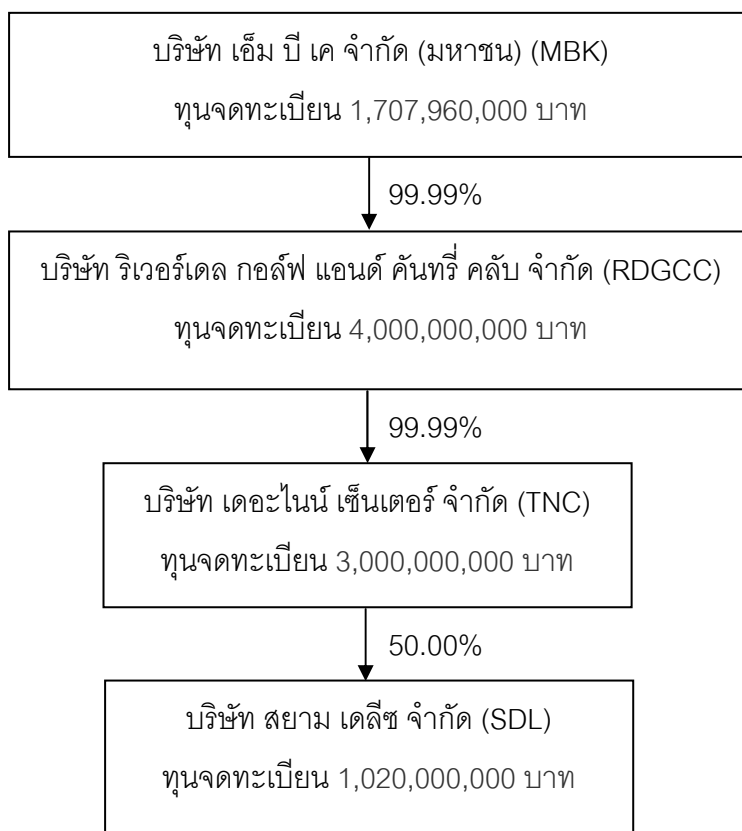 บริษัท เอ็ม บี เค จำกัด (มหาชน) (MBK)
ทุนจดทะเบียน 1,707,960,000 บาท
99.99%
บริษัท ริเวอร์เดล กอล์ฟ แอนด์ คันทรี่ คลับ จำกัด (RDGCC)
ทุนจดทะเบียน 4,000,000,000 บาท
99.99%
บริษัท เดอะไนน์ เซ็นเตอร์ จำกัด (TNC)
ทุนจดทะเบียน 3,000,000,000 บาท
50.00%
บริษัท สยาม เดลีซ จำกัด (SDL)
ทุนจดทะเบียน 1,020,000,000 บาท